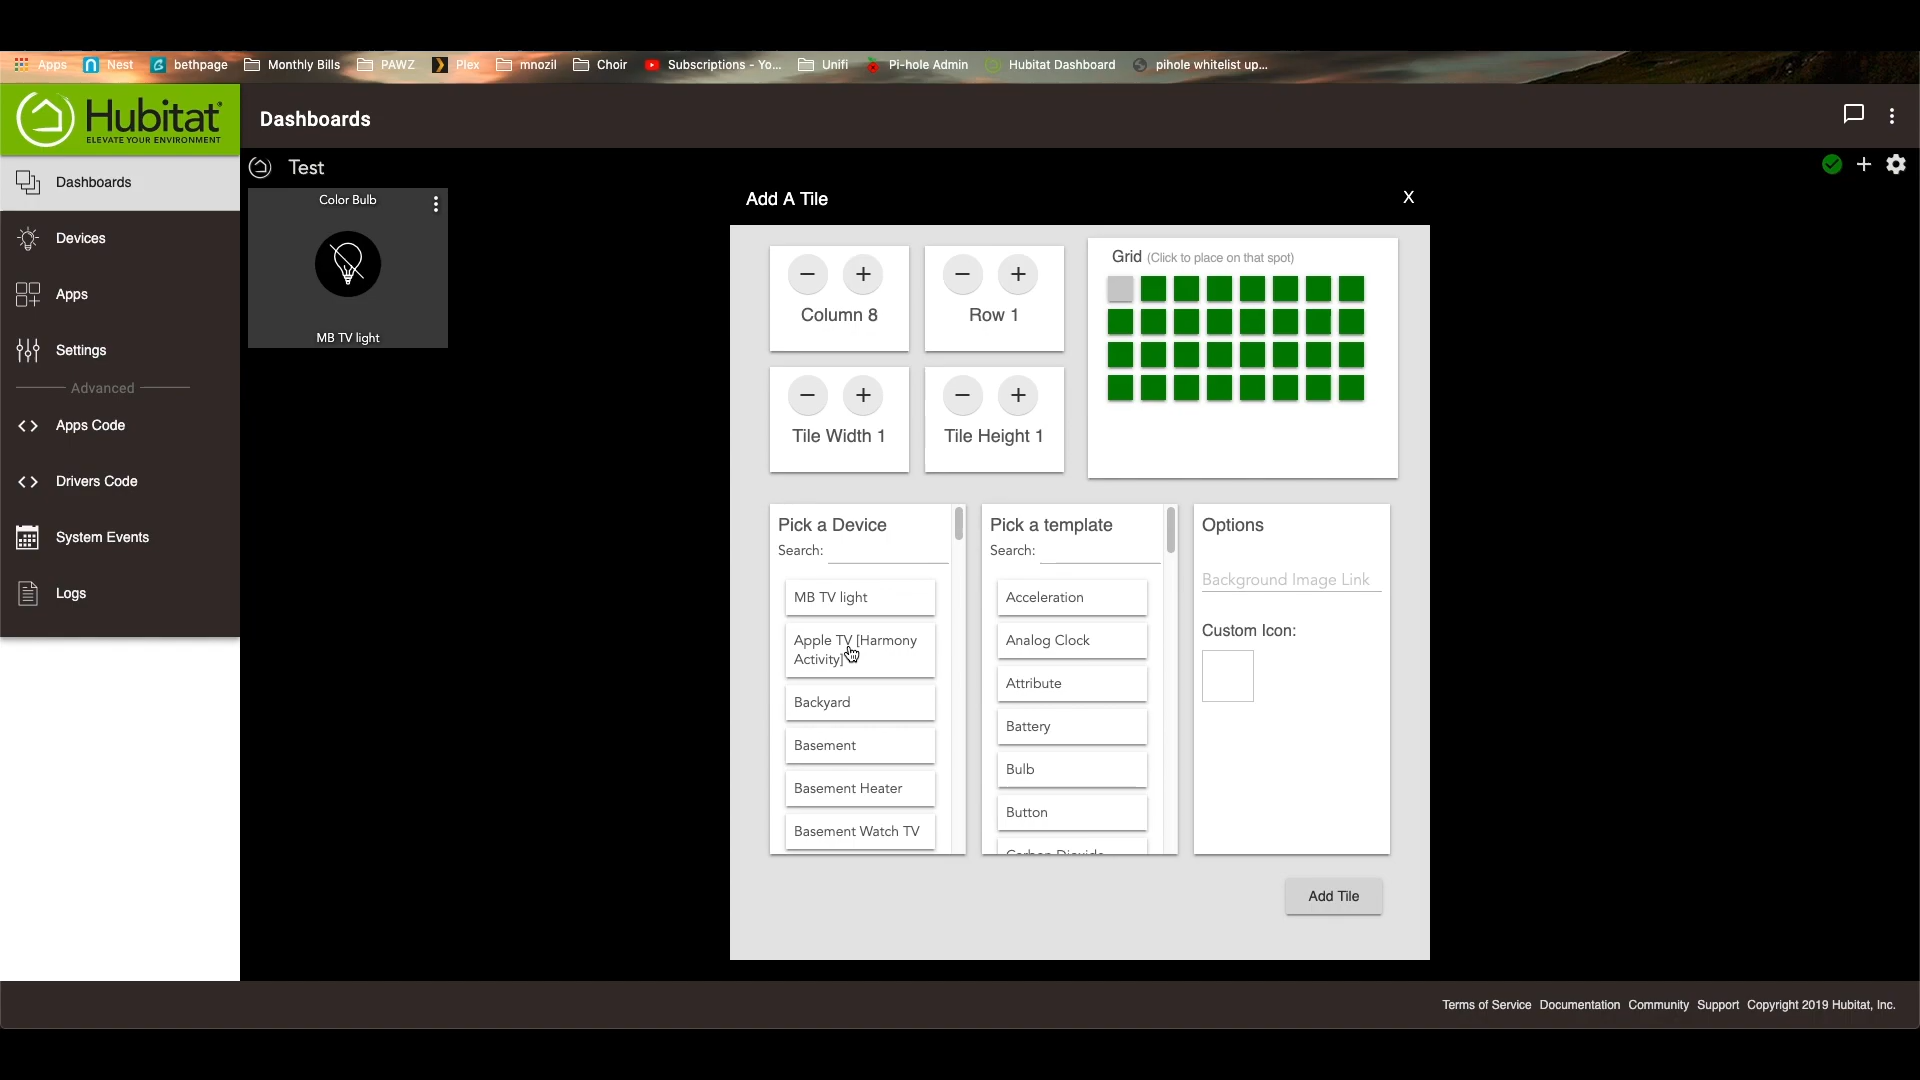 Apps Nest bethpage Monthly Bills PAWZ Plex mnozil Choir Subscriptions - Yo... Unifi Pi-hole Admin Hubitat Dashboard pihole whitelist up...
Hubitat
ELEVATE YOUR ENVIRONMENT
Dashboards
Test
Dashboards
Devices
Apps
Settings
Advanced
Apps Code
Drivers Code
System Events
Logs
Color Bulb
MB TV light
Add A Tile X
− +
Column 8
− +
Row 1
− +
Tile Width 1
− +
Tile Height 1
Grid (Click to place on that spot)
Pick a Device
Search:
MB TV light
Apple TV [Harmony
Activity]
Backyard
Basement
Basement Heater
Basement Watch TV
Pick a template
Search:
Acceleration
Analog Clock
Attribute
Battery
Bulb
Button
Carbon Dioxide
Options
Background Image Link
Custom Icon:
Add Tile
Terms of Service Documentation Community Support Copyright 2019 Hubitat, Inc.